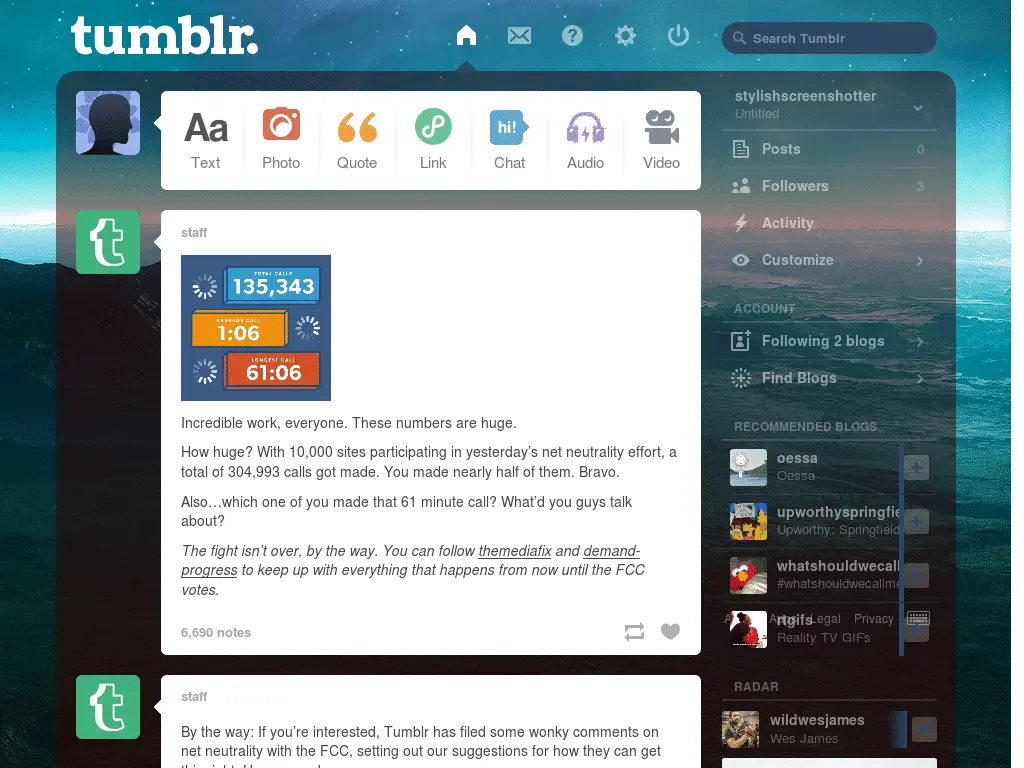 tumblr.
Search Tumblr
Aa
Text
Photo
Quote
Link
hi!
Chat
Audio
Video
staff
TOTAL CALLS
135,343
AVERAGE CALL
1:06
LONGEST CALL
61:06
Incredible work, everyone. These numbers are huge.
How huge? With 10,000 sites participating in yesterday’s net neutrality effort, a
total of 304,993 calls got made. You made nearly half of them. Bravo.
Also…which one of you made that 61 minute call? What’d you guys talk
about?
The fight isn’t over, by the way. You can follow themediafix and demand-
progress to keep up with everything that happens from now until the FCC
votes.
6,690 notes
staff
By the way: If you’re interested, Tumblr has filed some wonky comments on
net neutrality with the FCC, setting out our suggestions for how they can get
stylishscreenshotter
Untitled
Posts 0
Followers 3
Activity
Customize
ACCOUNT
Following 2 blogs
Find Blogs
RECOMMENDED BLOGS
oessa
Oessa
upworthyspringfie
Upworthy: Springfield
whatshouldwecall
#whatshouldwecallme
rtgifs
Legal Privacy
Reality TV GIFs
RADAR
wildwesjames
Wes James